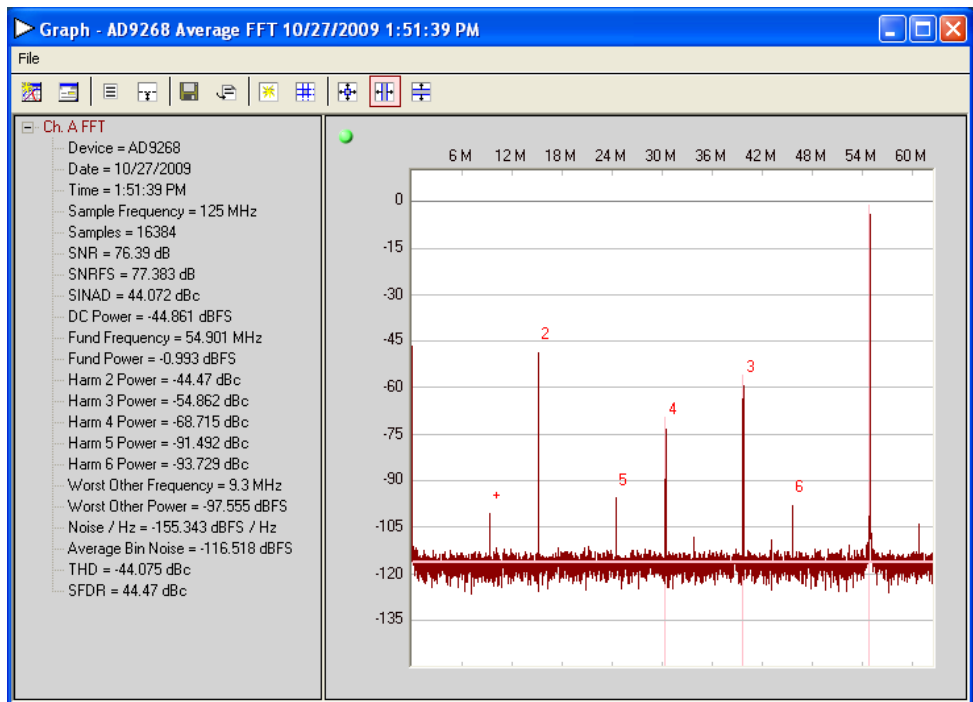 Graph - AD9268 Average FFT 10/27/2009 1:51:39 PM
File
Ch. A FFT
Device = AD9268
Date = 10/27/2009
Time = 1:51:39 PM
Sample Frequency = 125 MHz
Samples = 16384
SNR = 76.39 dB
SNRFS = 77.383 dB
SINAD = 44.072 dBc
DC Power = -44.861 dBFS
Fund Frequency = 54.901 MHz
Fund Power = -0.993 dBFS
Harm 2 Power = -44.47 dBc
Harm 3 Power = -54.862 dBc
Harm 4 Power = -68.715 dBc
Harm 5 Power = -91.492 dBc
Harm 6 Power = -93.729 dBc
Worst Other Frequency = 9.3 MHz
Worst Other Power = -97.555 dBFS
Noise / Hz = -155.343 dBFS / Hz
Average Bin Noise = -116.518 dBFS
THD = -44.075 dBc
SFDR = 44.47 dBc
6 M 12 M 18 M 24 M 30 M 36 M 42 M 48 M 54 M 60 M
0
-15
-30
-45
-60
-75
-90
-105
-120
-135
2
3
4
5
6
+